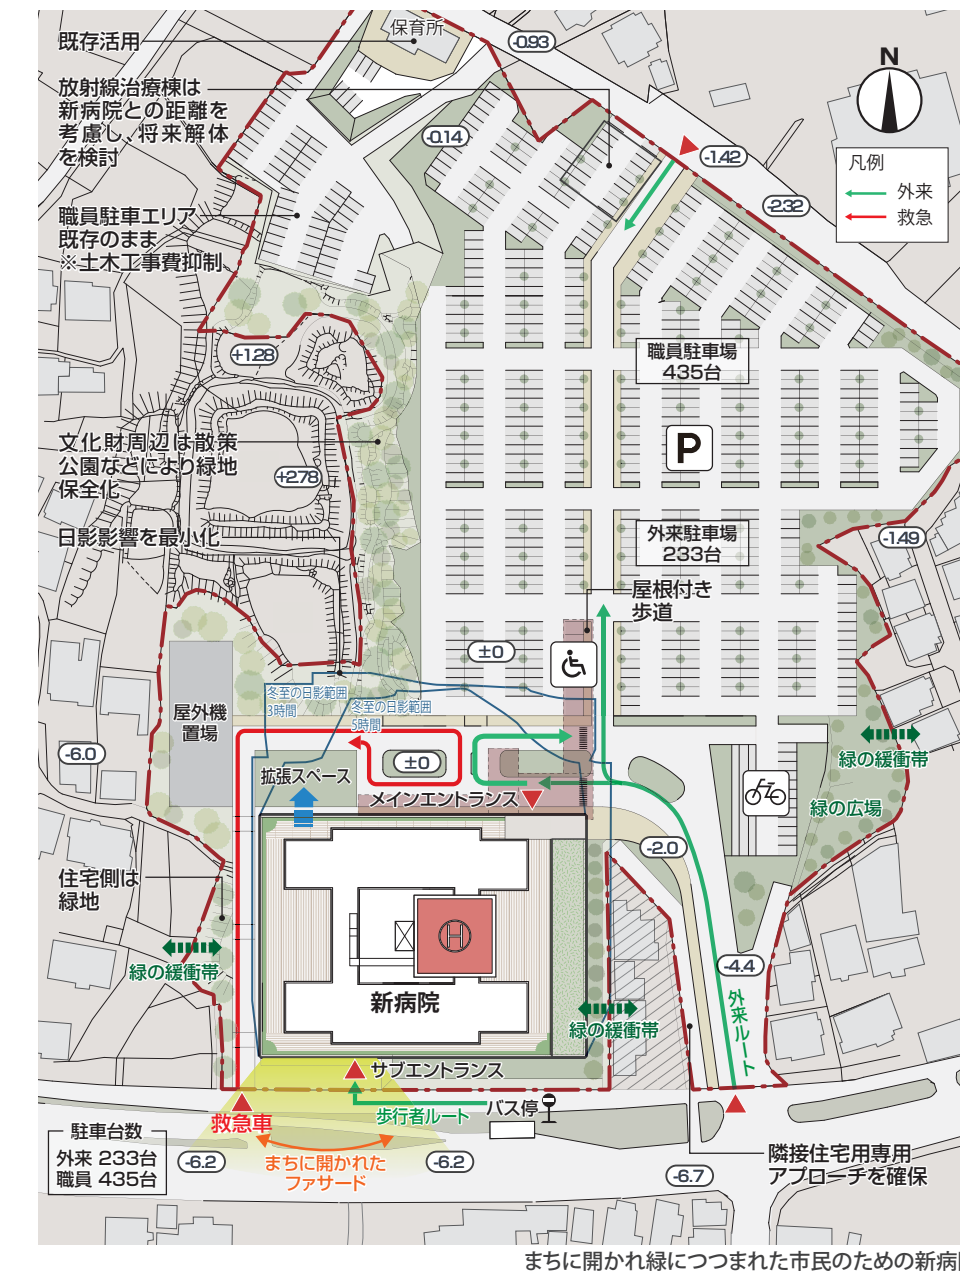 保育所
既存活用
-0.93
N
放射線治療棟は
新病院との距離を
考慮し、将来解体
を検討
-0.14
-1.42
凡例
外来
救急
-2.32
職員駐車エリア
既存のまま
※土木工事費抑制
+1.28
職員駐車場
435台
P
文化財周辺は散策
公園などにより緑地
保全化
+2.78
日影影響を最小化
外来駐車場
233台
-1.49
屋根付き
歩道
±0
冬至の日影範囲
3時間
冬至の日影範囲
5時間
屋外機
置場
-6.0
緑の緩衝帯
±0
拡張スペース
メインエントランス
緑の広場
-2.0
住宅側は
緑地
緑の緩衝帯
H
-4.4
新病院
外来ルート
緑の緩衝帯
サブエントランス
救急車
歩行者ルート
バス停
駐車台数
外来 233台
職員 435台
-6.2
まちに開かれた
ファサード
-6.2
-6.7
隣接住宅用専用
アプローチを確保
まちに開かれ緑につつまれた市民のための新病